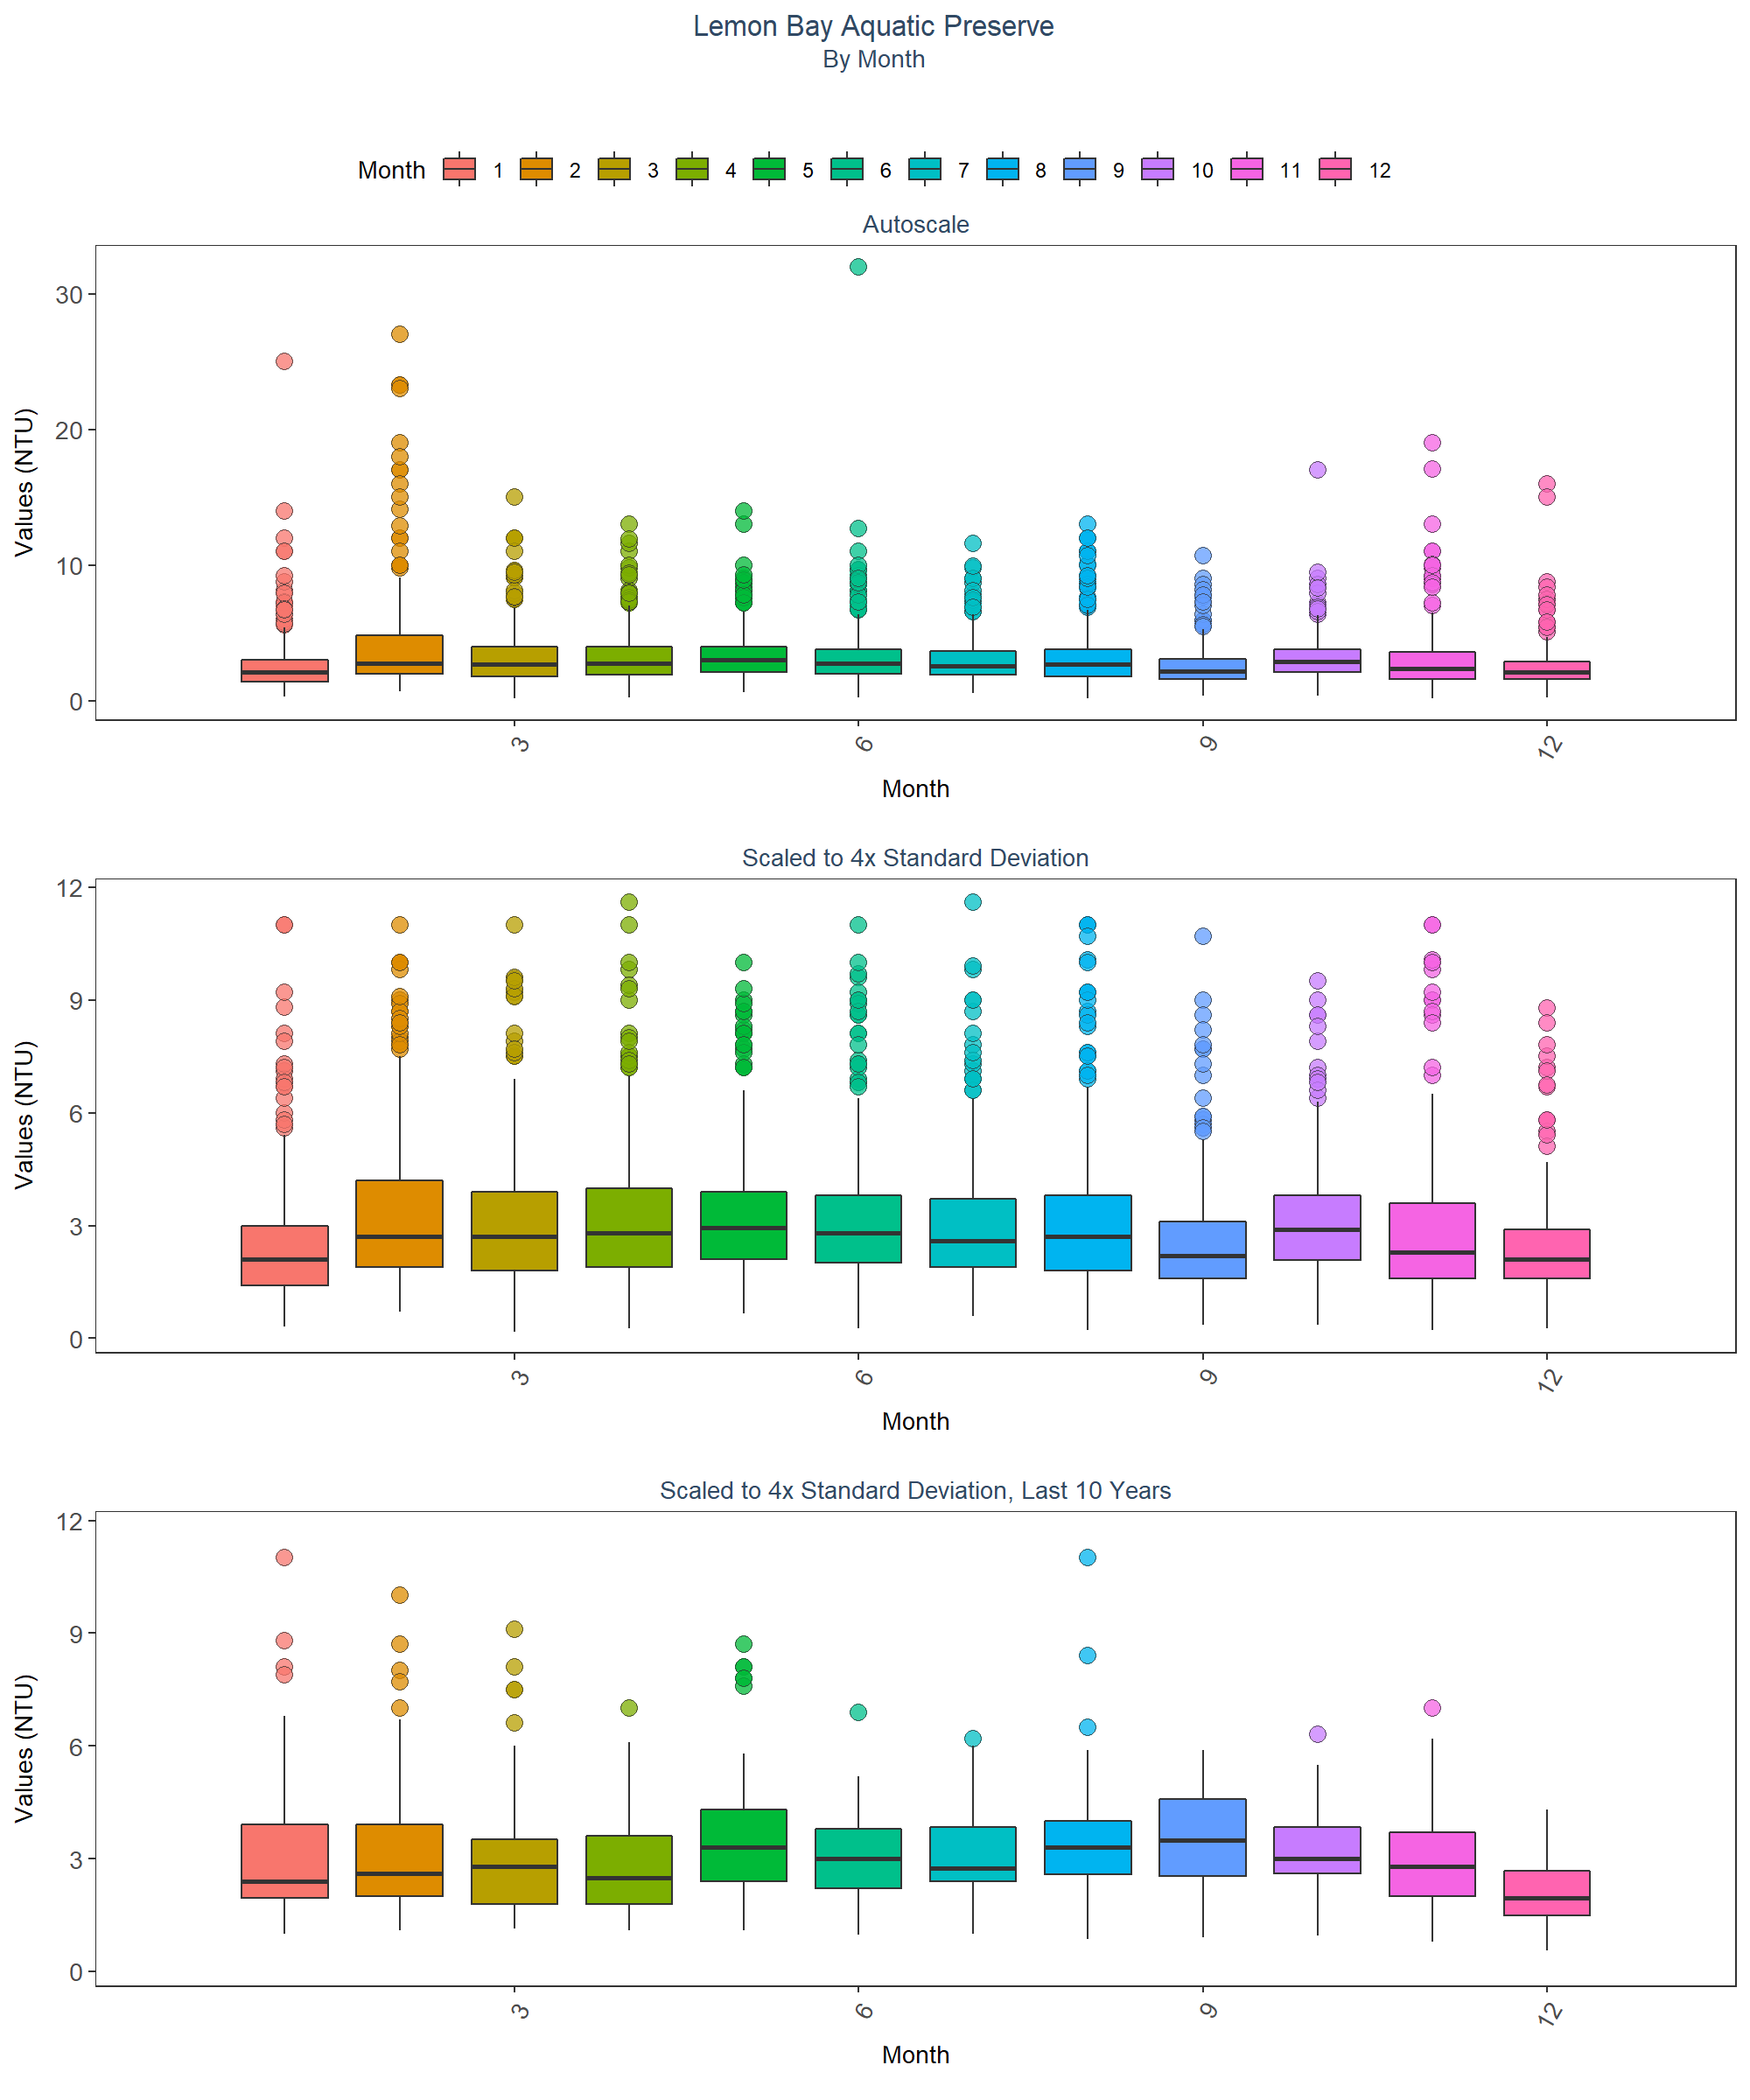 Lemon Bay Aquatic Preserve
By Month
Month 1 2 3 4 5 6 7 8 9 10 11 12
Autoscale
30
20
10
0
Values (NTU)
3 6 9 12
Month
Scaled to 4x Standard Deviation
12
9
6
3
0
Values (NTU)
3 6 9 12
Month
Scaled to 4x Standard Deviation, Last 10 Years
12
9
6
3
0
Values (NTU)
3 6 9 12
Month